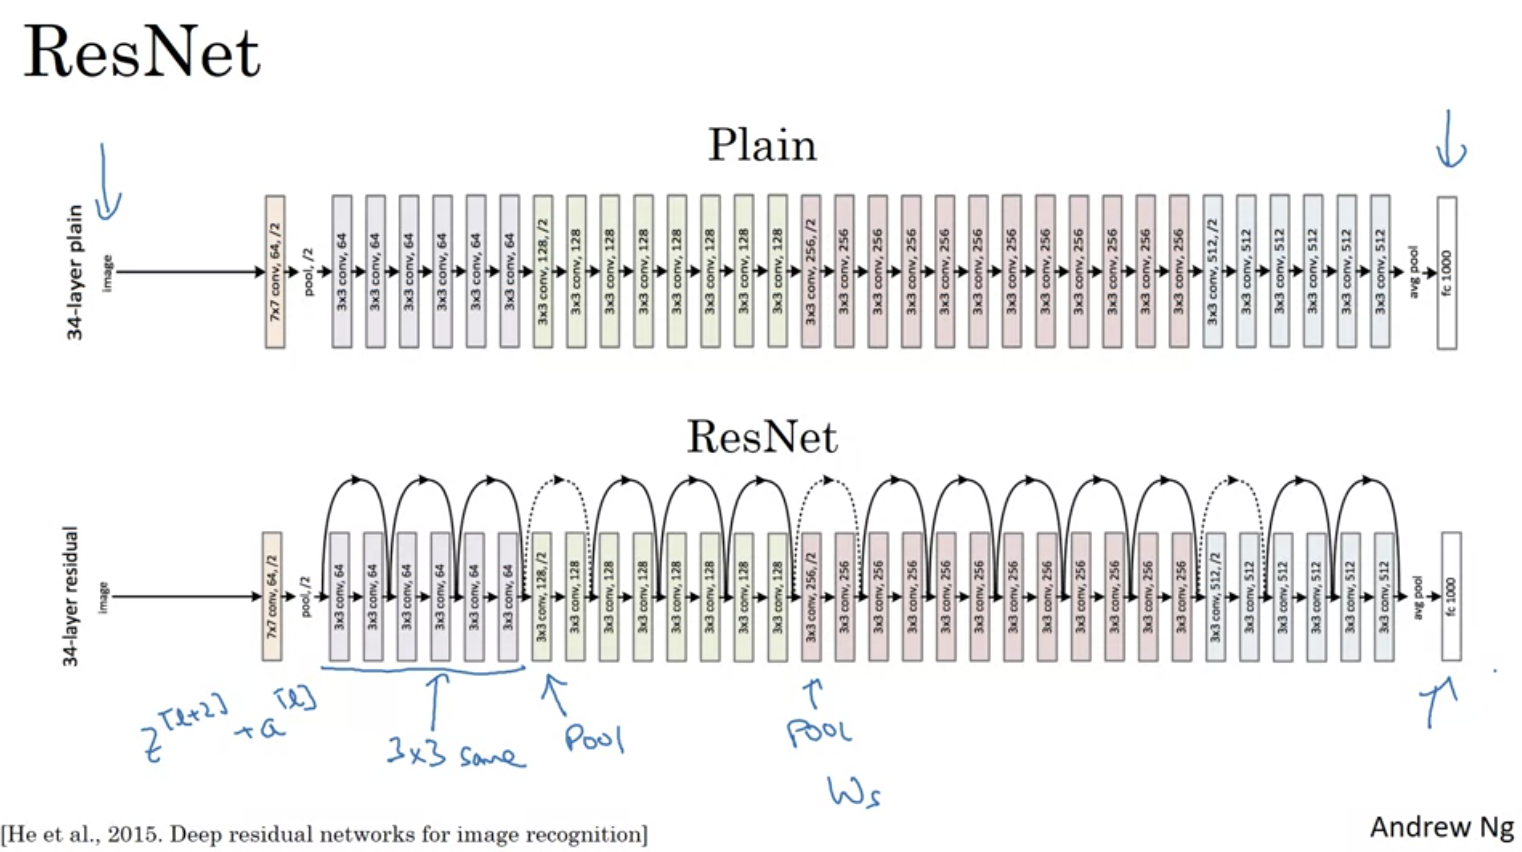 ResNet
Plain
34-layer plain
image
7x7 conv, 64, /2
pool, /2
3x3 conv, 64
3x3 conv, 64
3x3 conv, 64
3x3 conv, 64
3x3 conv, 64
3x3 conv, 64
3x3 conv, 128, /2
3x3 conv, 128
3x3 conv, 128
3x3 conv, 128
3x3 conv, 128
3x3 conv, 128
3x3 conv, 128
3x3 conv, 128
3x3 conv, 256, /2
3x3 conv, 256
3x3 conv, 256
3x3 conv, 256
3x3 conv, 256
3x3 conv, 256
3x3 conv, 256
3x3 conv, 256
3x3 conv, 256
3x3 conv, 256
3x3 conv, 256
3x3 conv, 256
3x3 conv, 512, /2
3x3 conv, 512
3x3 conv, 512
3x3 conv, 512
3x3 conv, 512
3x3 conv, 512
avg pool
fc 1000
ResNet
34-layer residual
image
7x7 conv, 64, /2
pool, /2
3x3 conv, 64
3x3 conv, 64
3x3 conv, 64
3x3 conv, 64
3x3 conv, 64
3x3 conv, 64
3x3 conv, 128, /2
3x3 conv, 128
3x3 conv, 128
3x3 conv, 128
3x3 conv, 128
3x3 conv, 128
3x3 conv, 128
3x3 conv, 128
3x3 conv, 256, /2
3x3 conv, 256
3x3 conv, 256
3x3 conv, 256
3x3 conv, 256
3x3 conv, 256
3x3 conv, 256
3x3 conv, 256
3x3 conv, 256
3x3 conv, 256
3x3 conv, 256
3x3 conv, 256
3x3 conv, 512, /2
3x3 conv, 512
3x3 conv, 512
3x3 conv, 512
3x3 conv, 512
3x3 conv, 512
avg pool
fc 1000
z^[l+2] + a^[l]
3x3 same
Pool
Pool
Ws
[He et al., 2015. Deep residual networks for image recognition]
Andrew Ng